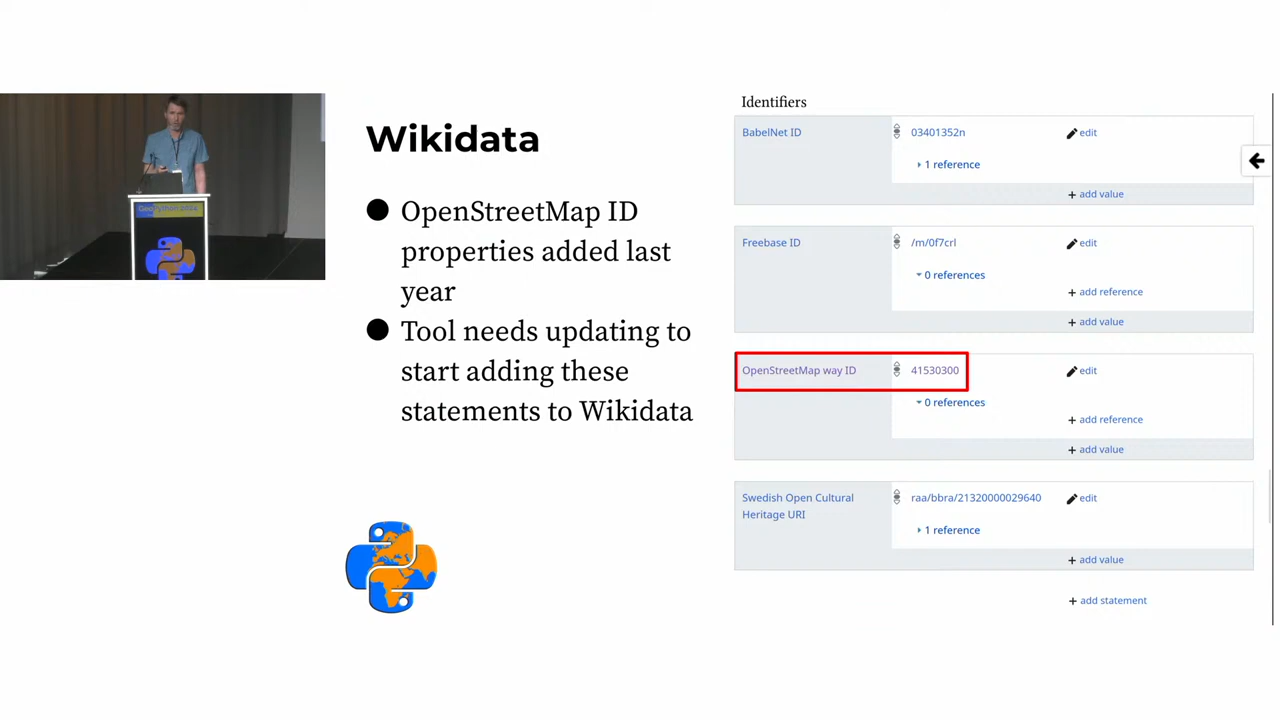 Wikidata
OpenStreetMap ID
properties added last
year
Tool needs updating to
start adding these
statements to Wikidata
Identifiers
BabelNet ID
03401352n
edit
1 reference
+ add value
Freebase ID
/m/0f7crl
edit
0 references
+ add reference
+ add value
OpenStreetMap way ID
41530300
edit
0 references
+ add reference
+ add value
Swedish Open Cultural
Heritage URI
raa/bbra/21320000029640
edit
1 reference
+ add value
+ add statement